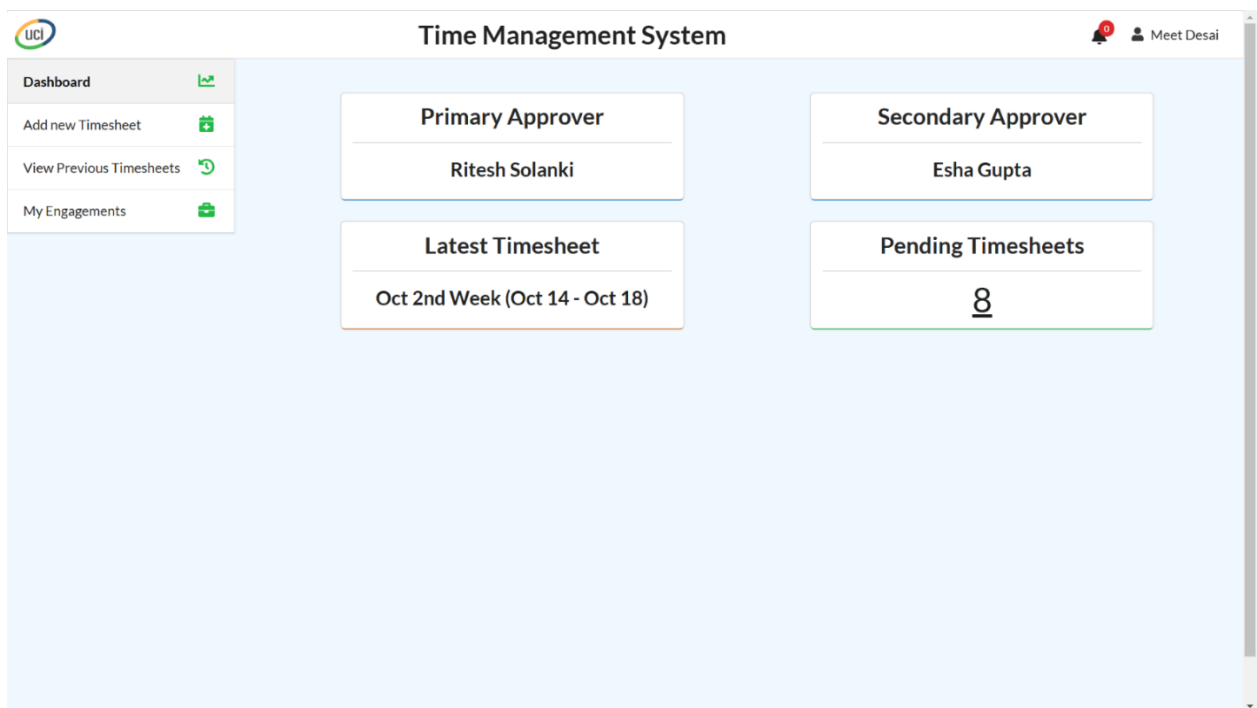 UCI
Time Management System
0
Meet Desai
Dashboard
Add new Timesheet
View Previous Timesheets
My Engagements
Primary Approver
Ritesh Solanki
Secondary Approver
Esha Gupta
Latest Timesheet
Oct 2nd Week (Oct 14 - Oct 18)
Pending Timesheets
8